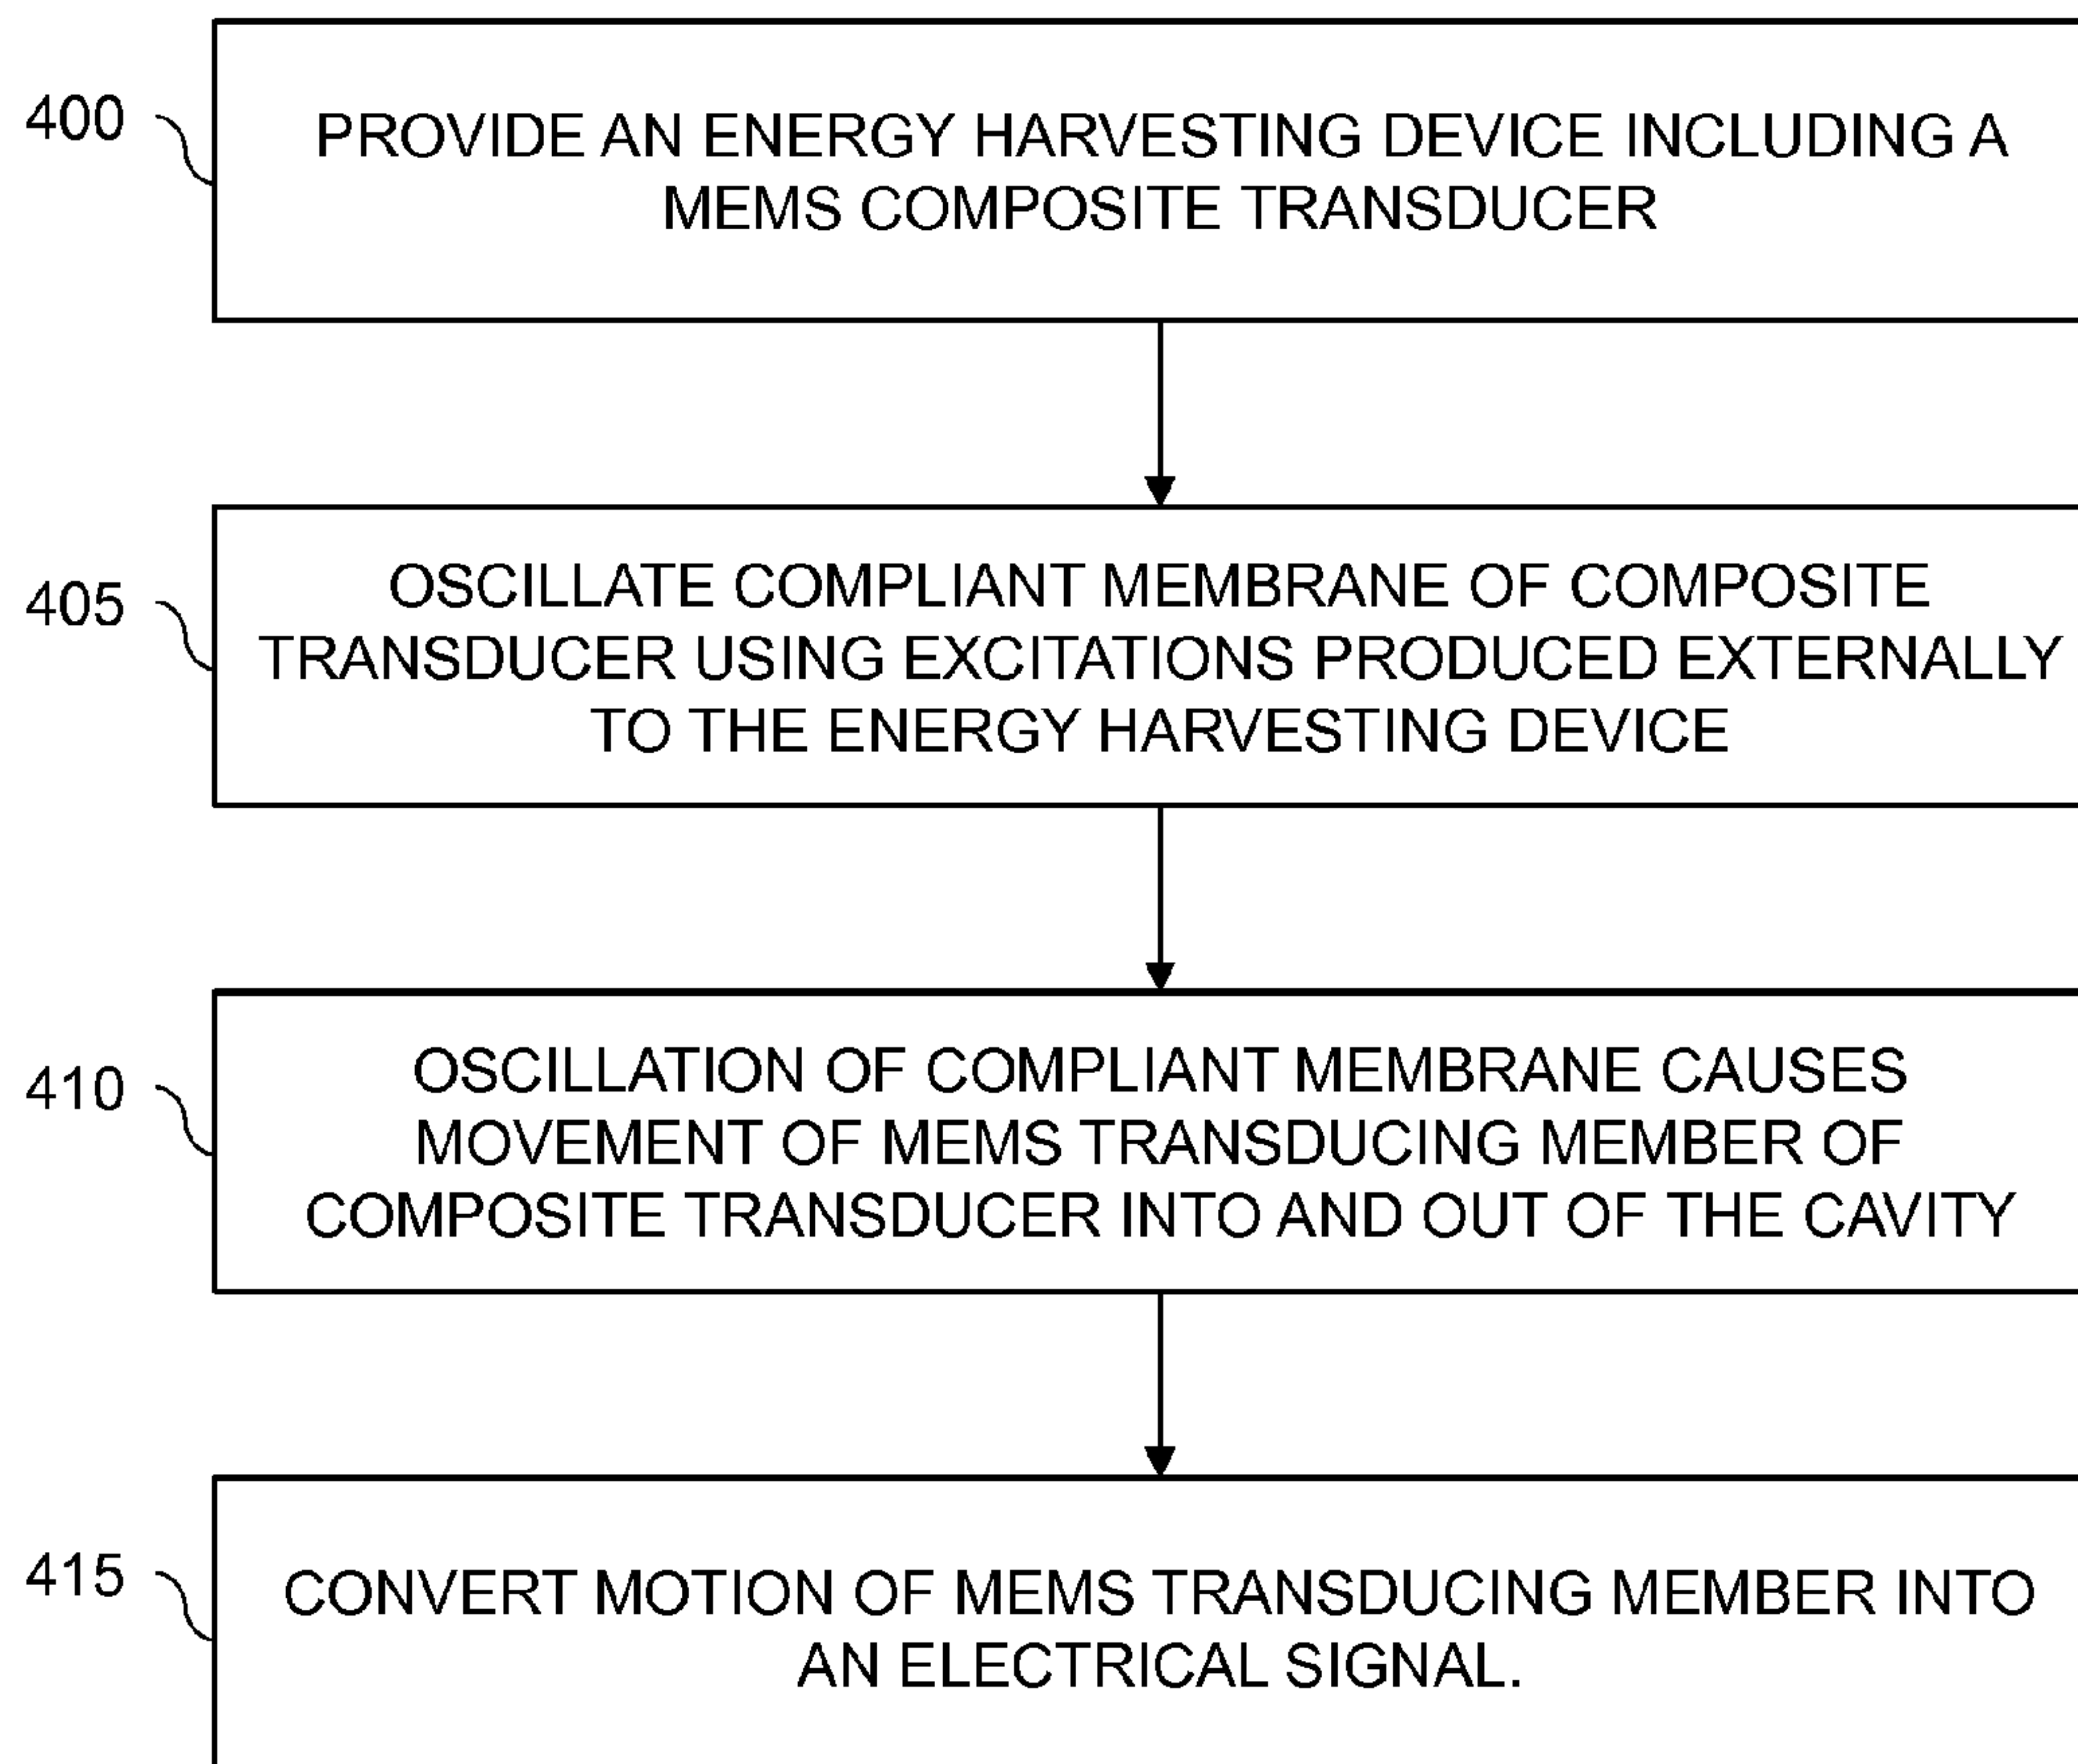 400
PROVIDE AN ENERGY HARVESTING DEVICE INCLUDING A
MEMS COMPOSITE TRANSDUCER
405
OSCILLATE COMPLIANT MEMBRANE OF COMPOSITE
TRANSDUCER USING EXCITATIONS PRODUCED EXTERNALLY
TO THE ENERGY HARVESTING DEVICE
410
OSCILLATION OF COMPLIANT MEMBRANE CAUSES
MOVEMENT OF MEMS TRANSDUCING MEMBER OF
COMPOSITE TRANSDUCER INTO AND OUT OF THE CAVITY
415
CONVERT MOTION OF MEMS TRANSDUCING MEMBER INTO
AN ELECTRICAL SIGNAL.